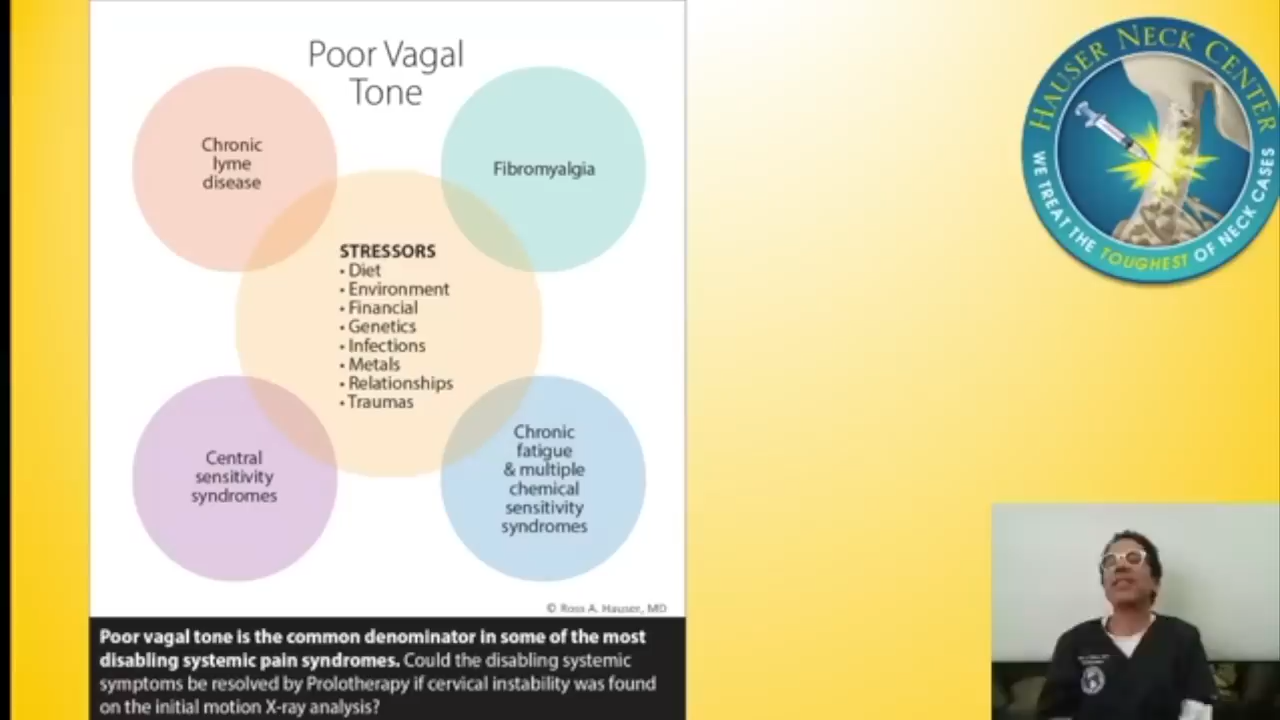 Poor Vagal
Tone
Chronic
lyme
disease
Fibromyalgia
STRESSORS
• Diet
• Environment
• Financial
• Genetics
• Infections
• Metals
• Relationships
• Traumas
Central
sensitivity
syndromes
Chronic
fatigue
& multiple
chemical
sensitivity
syndromes
© Ross A. Hauser, MD
Poor vagal tone is the common denominator in some of the most
disabling systemic pain syndromes. Could the disabling systemic
symptoms be resolved by Prolotherapy if cervical instability was found
on the initial motion X-ray analysis?
HAUSER NECK CENTER
WE TREAT THE TOUGHEST OF NECK CASES